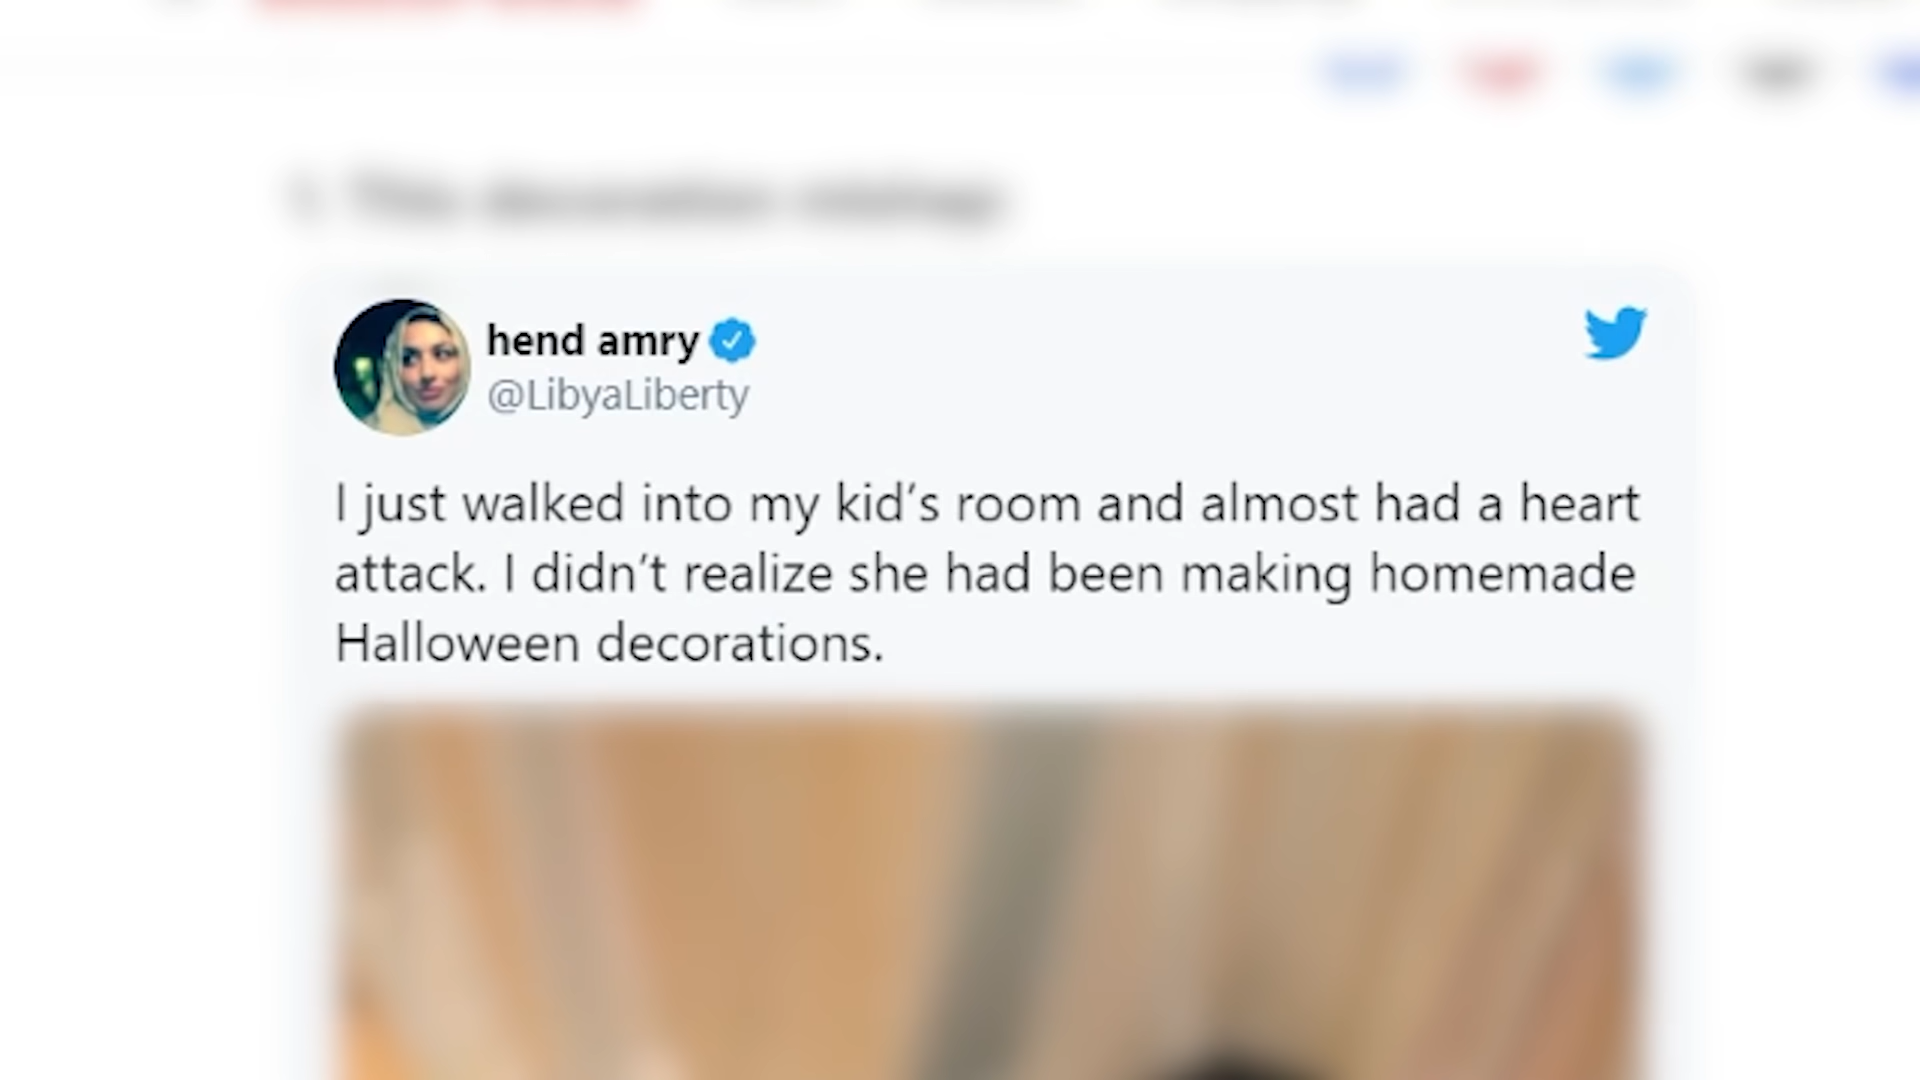 hend amry
@LibyaLiberty
I just walked into my kid’s room and almost had a heart
attack. I didn’t realize she had been making homemade
Halloween decorations.